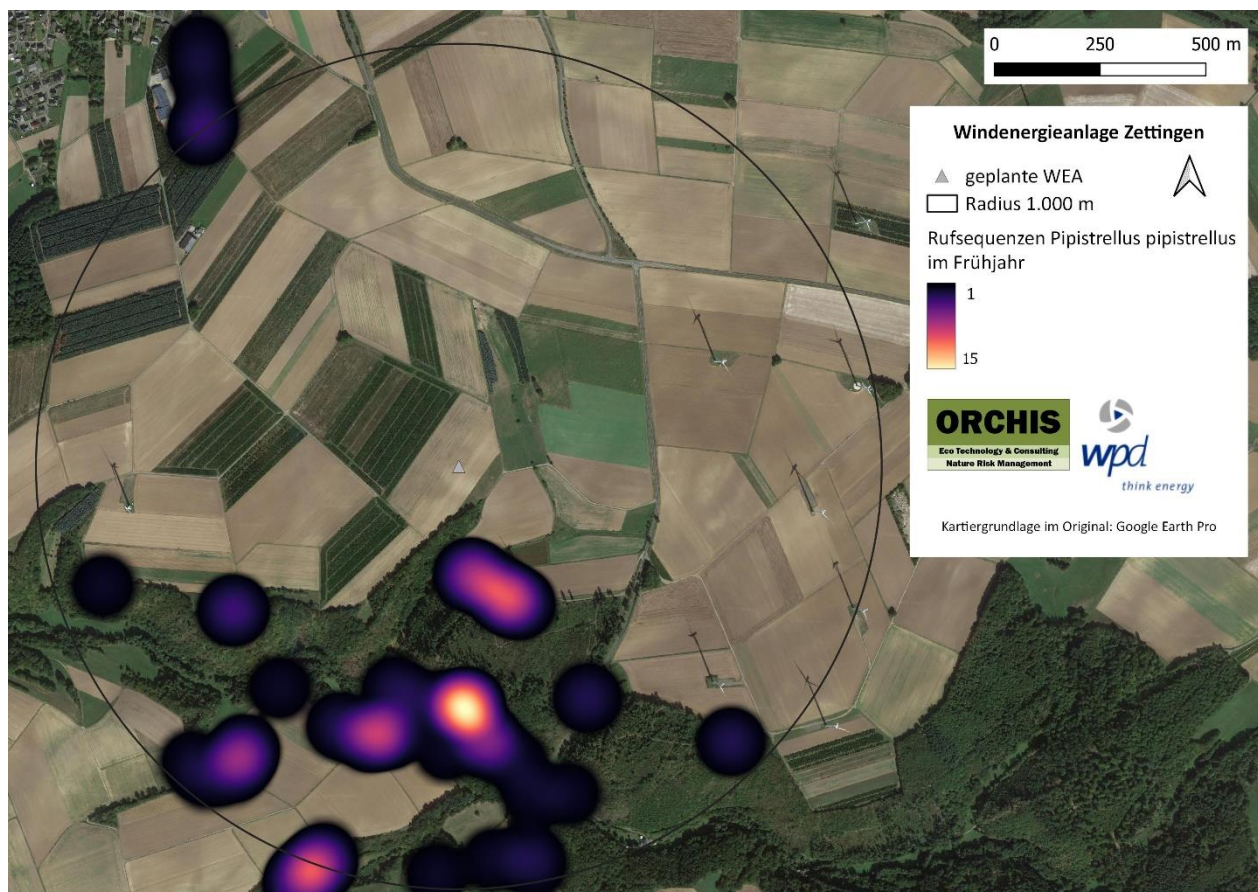 0 250 500 m
Windenergieanlage Zettingen
geplante WEA
Radius 1.000 m
Rufsequenzen Pipistrellus pipistrellus
im Frühjahr
1
15
ORCHIS
Eco Technology & Consulting
Nature Risk Management
wpd
think energy
Kartiergrundlage im Original: Google Earth Pro